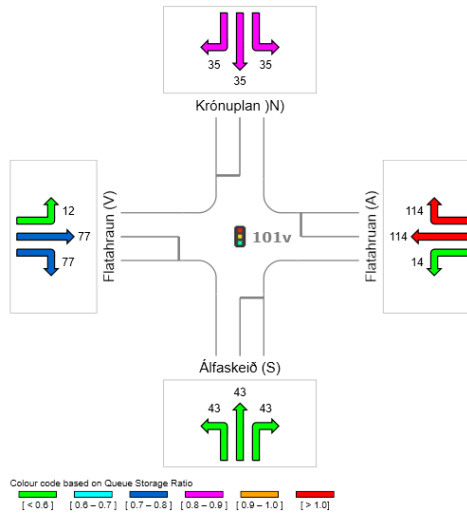 35 35
35
Krónuplan )N)
12
77
77
Flatahraun (V)
101v
Flatahruan (A)
114
114
14
Álfaskeið (S)
43 43 43
Colour code based on Queue Storage Ratio
[ < 0.6 ] [ 0.6 – 0.7 ] [ 0.7 – 0.8 ] [ 0.8 – 0.9 ] [ 0.9 – 1.0 ] [ > 1.0 ]